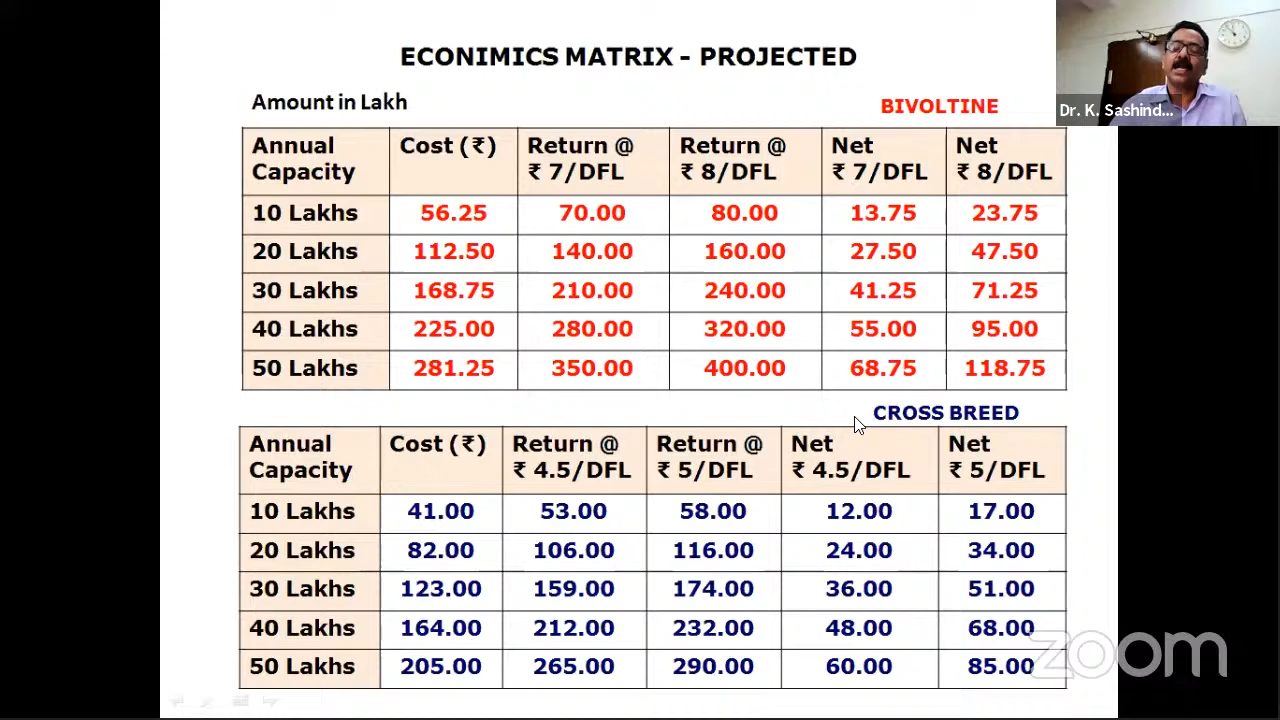 ECONIMICS MATRIX - PROJECTED
Amount in Lakh
BIVOLTINE
Annual Capacity | Cost (₹) | Return @ ₹ 7/DFL | Return @ ₹ 8/DFL | Net ₹ 7/DFL | Net ₹ 8/DFL
10 Lakhs | 56.25 | 70.00 | 80.00 | 13.75 | 23.75
20 Lakhs | 112.50 | 140.00 | 160.00 | 27.50 | 47.50
30 Lakhs | 168.75 | 210.00 | 240.00 | 41.25 | 71.25
40 Lakhs | 225.00 | 280.00 | 320.00 | 55.00 | 95.00
50 Lakhs | 281.25 | 350.00 | 400.00 | 68.75 | 118.75
CROSS BREED
Annual Capacity | Cost (₹) | Return @ ₹ 4.5/DFL | Return @ ₹ 5/DFL | Net ₹ 4.5/DFL | Net ₹ 5/DFL
10 Lakhs | 41.00 | 53.00 | 58.00 | 12.00 | 17.00
20 Lakhs | 82.00 | 106.00 | 116.00 | 24.00 | 34.00
30 Lakhs | 123.00 | 159.00 | 174.00 | 36.00 | 51.00
40 Lakhs | 164.00 | 212.00 | 232.00 | 48.00 | 68.00
50 Lakhs | 205.00 | 265.00 | 290.00 | 60.00 | 85.00
Dr. K. Sashind...
zoom